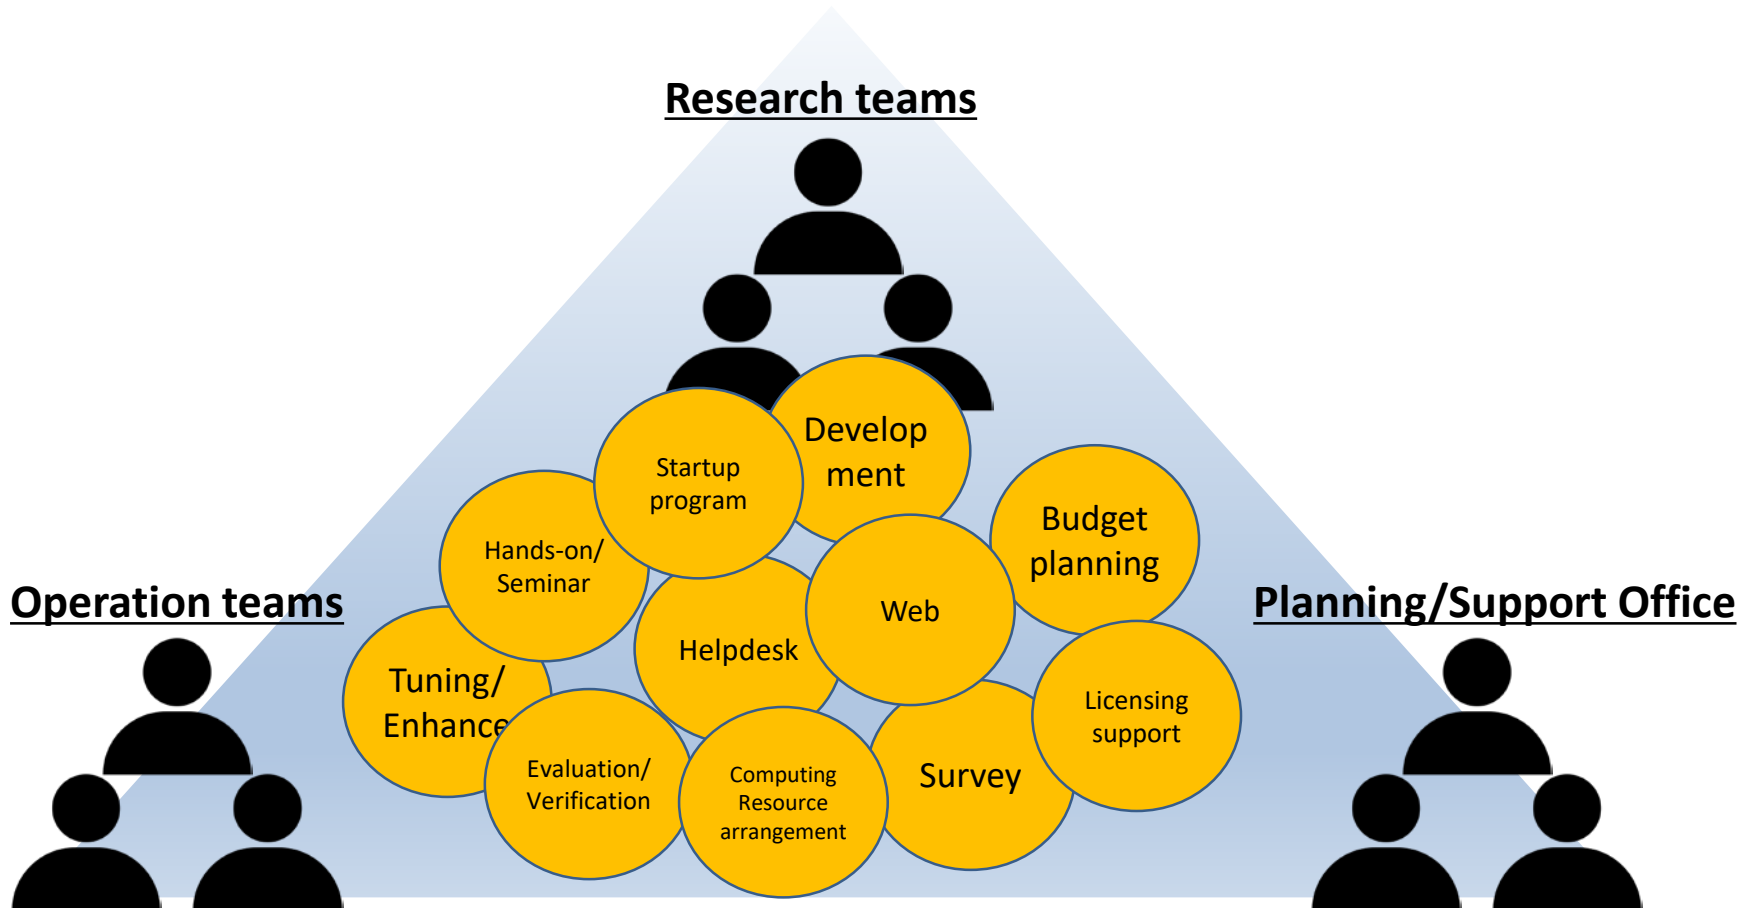 Research teams
Develop
ment
Startup
program
Budget
planning
Hands-on/
Seminar
Operation teams
Planning/Support Office
Web
Helpdesk
Tuning/
Enhance
Licensing
support
Evaluation/
Verification
Computing
Resource
arrangement
Survey